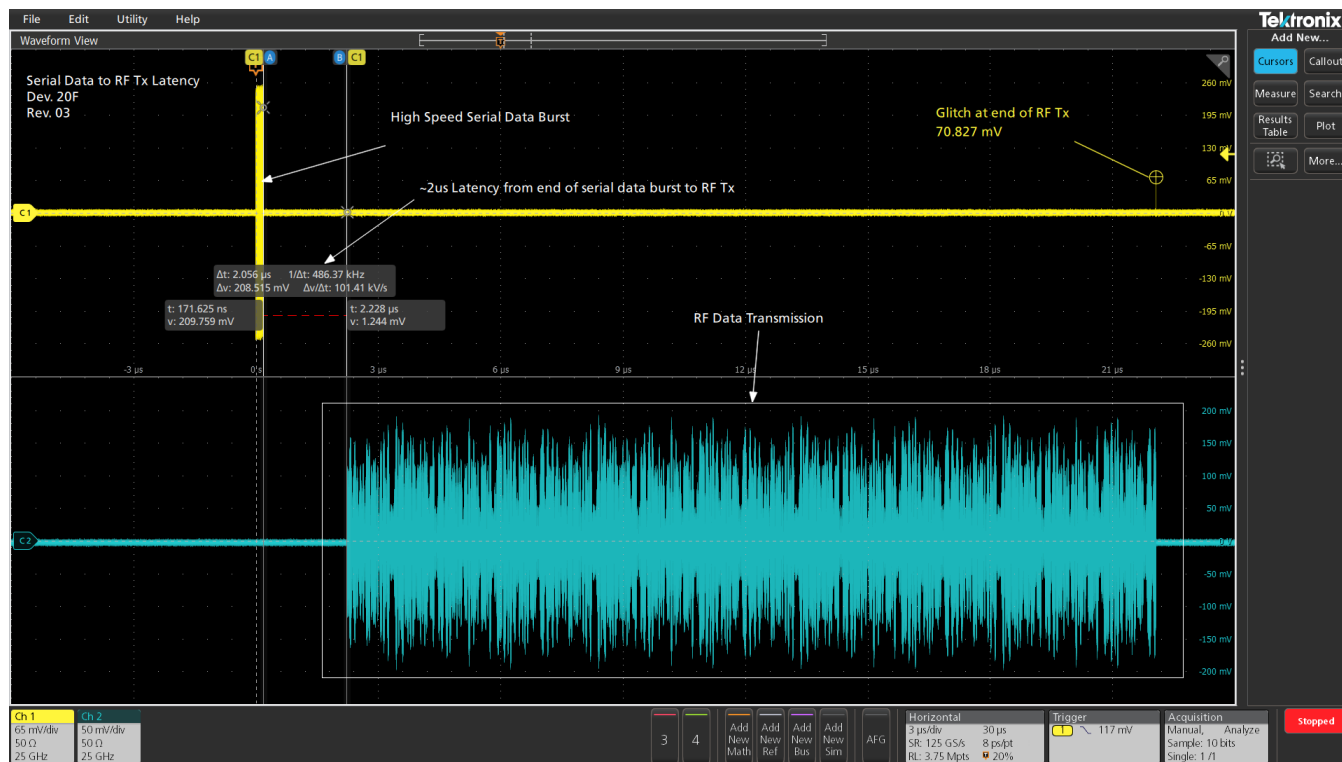 File Edit Utility Help
Tektronix
Waveform View
Add New...
C1 A B C1
Cursors Callout
Serial Data to RF Tx Latency
Dev. 20F
Rev. 03
260 mV
High Speed Serial Data Burst
Measure Search
Glitch at end of RF Tx
70.827 mV
195 mV
Results Table Plot
130 mV
More...
~2us Latency from end of serial data burst to RF Tx
65 mV
C1
0 V
-65 mV
Δt: 2.056 µs 1/Δt: 486.37 kHz
Δv: 208.515 mV Δv/Δt: 101.41 kV/s
-130 mV
t: 171.625 ns
v: 209.759 mV
t: 2.228 µs
v: 1.244 mV
-195 mV
RF Data Transmission
-260 mV
-3 µs 0 s 3 µs 6 µs 9 µs 12 µs 15 µs 18 µs 21 µs
200 mV
150 mV
100 mV
50 mV
C2
0 V
-50 mV
-100 mV
-150 mV
-200 mV
Ch 1
65 mV/div
50 Ω
25 GHz
Ch 2
50 mV/div
50 Ω
25 GHz
3 4
Add New Math
Add New Ref
Add New Bus
Add New Sim
AFG
Horizontal
3 µs/div 30 µs
SR: 125 GS/s 8 ps/pt
RL: 3.75 Mpts 20%
Trigger
1 117 mV
Acquisition
Manual, Analyze
Sample: 10 bits
Single: 1 /1
Stopped